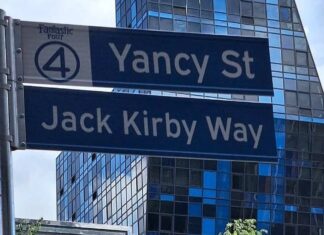 Fantastic
Four
4
Yancy St
Jack Kirby Way